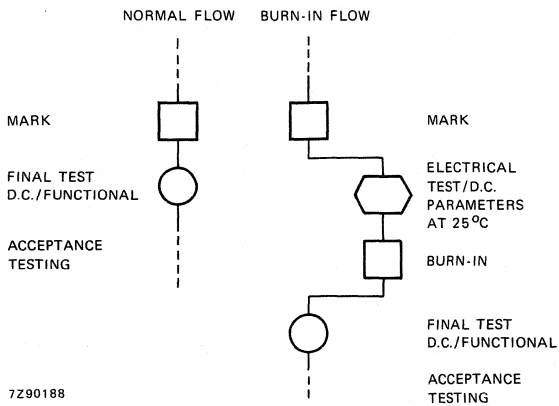 NORMAL FLOW
BURN-IN FLOW
MARK
FINAL TEST
D.C./FUNCTIONAL
ACCEPTANCE
TESTING
MARK
ELECTRICAL
TEST/D.C.
PARAMETERS
AT 25°C
BURN-IN
FINAL TEST
D.C./FUNCTIONAL
ACCEPTANCE
TESTING
7Z90188